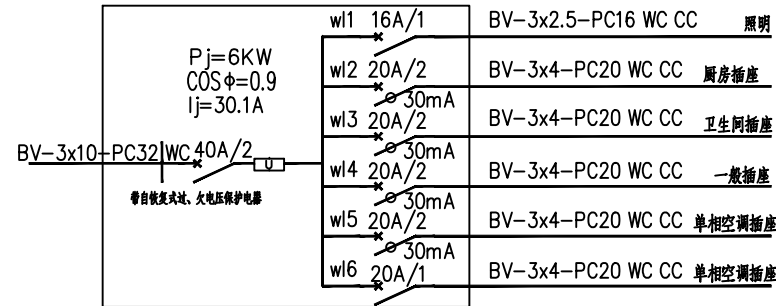 wl1 16A/1 BV-3x2.5-PC16 WC CC 照明
Pj=6KW
COSΦ=0.9
Ij=30.1A
wl2 20A/2 BV-3x4-PC20 WC CC 厨房插座
30mA
wl3 20A/2 BV-3x4-PC20 WC CC 卫生间插座
30mA
BV-3x10-PC32 WC 40A/2 U
wl4 20A/2 BV-3x4-PC20 WC CC 一般插座
30mA
带自恢复式过、欠电压保护电器
wl5 20A/2 BV-3x4-PC20 WC CC 单相空调插座
30mA
wl6 20A/1 BV-3x4-PC20 WC CC 单相空调插座